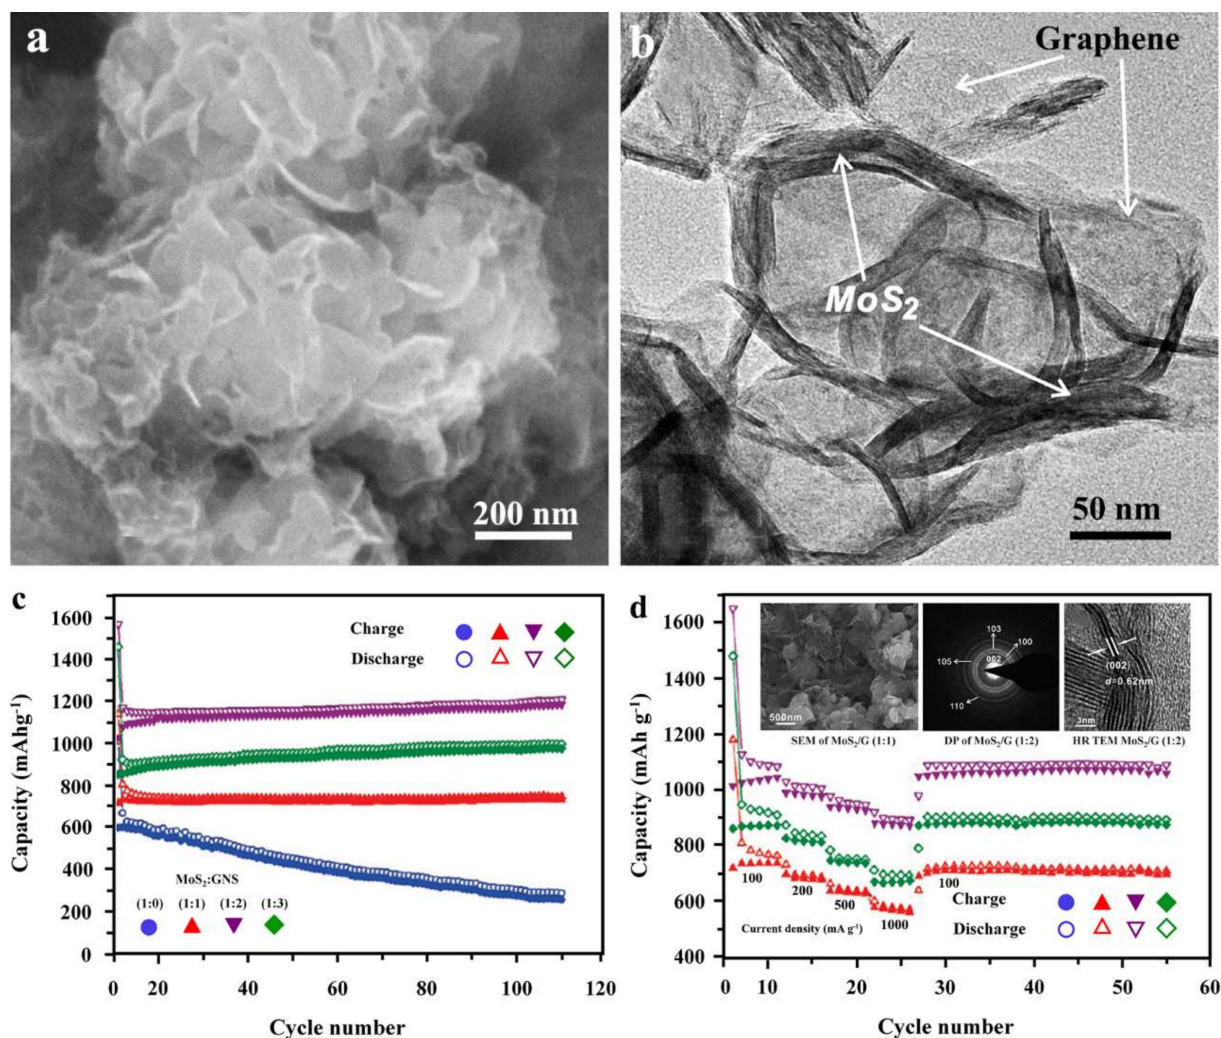 a
200 nm
b
Graphene
MoS2
50 nm
c
1600
1400
1200
1000
800
600
400
200
0
Capacity (mAhg-1)
Charge
Discharge
MoS2:GNS
(1:0) (1:1) (1:2) (1:3)
0 20 40 60 80 100 120
Cycle number
d
1600
1400
1200
1000
800
600
400
Capacity (mAh g-1)
500nm
SEM of MoS2/G (1:1)
103
100
105
002
110
DP of MoS2/G (1:2)
(002)
d=0.62nm
3nm
HR TEM MoS2/G (1:2)
100
200
500
1000
100
Charge
Discharge
Current density (mA g-1)
0 10 20 30 40 50 60
Cycle number